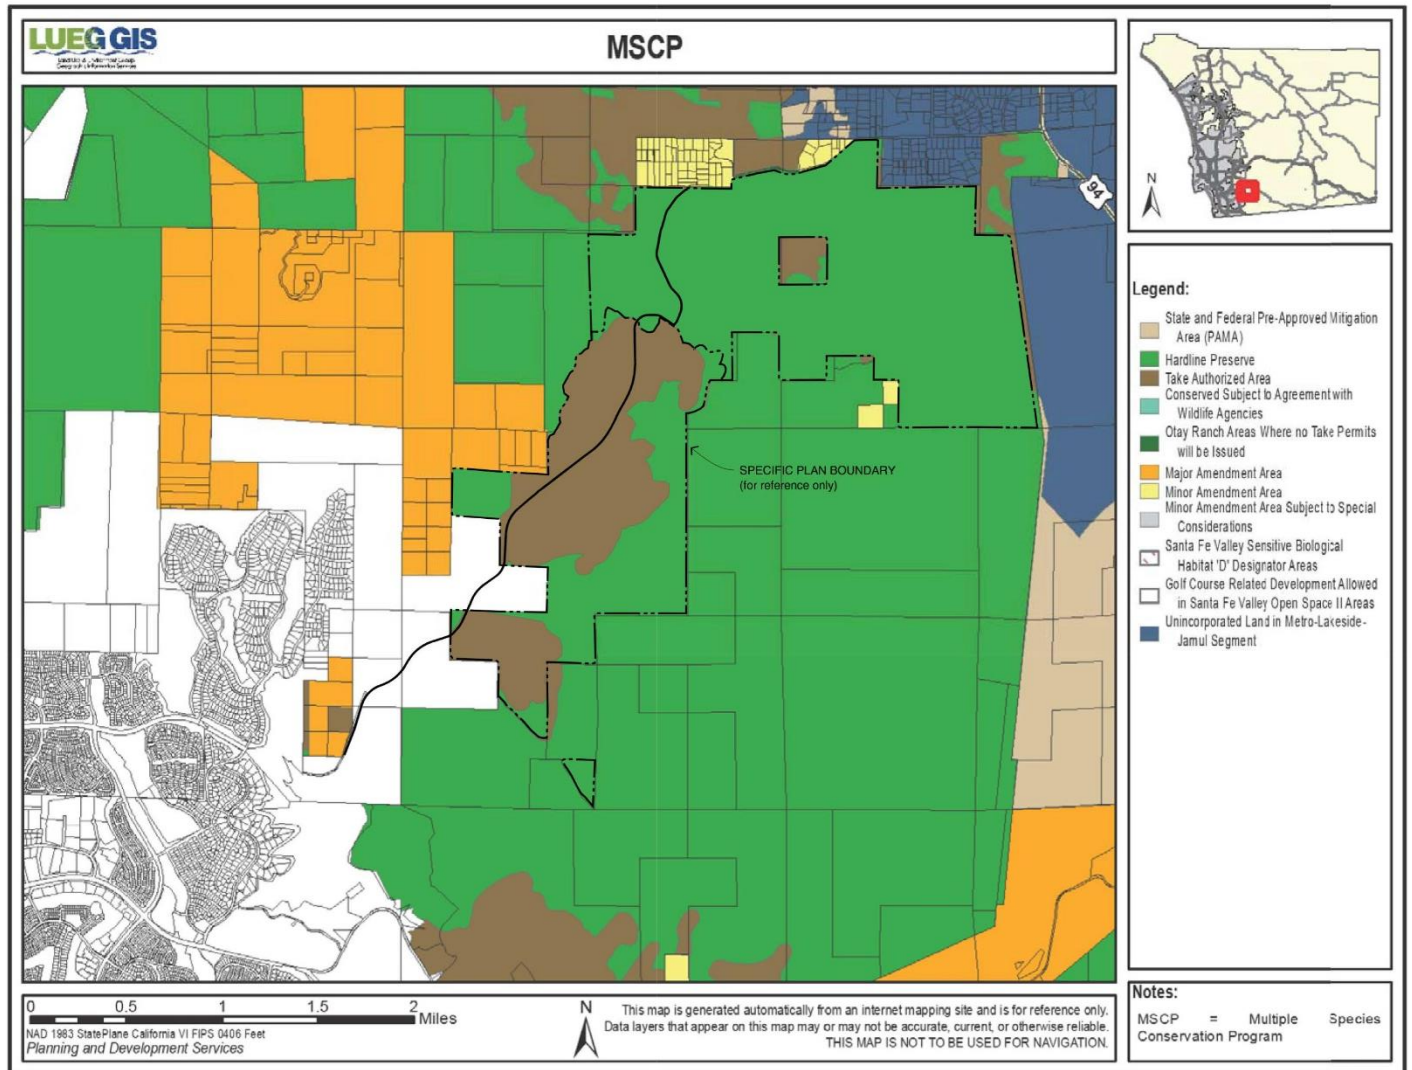 LUEG GIS
Land Use & Environment Group
Geographic Information Services
MSCP
N
94
SPECIFIC PLAN BOUNDARY
(for reference only)
Legend:
State and Federal Pre-Approved Mitigation
Area (PAMA)
Hardline Preserve
Take Authorized Area
Conserved Subject to Agreement with
Wildlife Agencies
Otay Ranch Areas Where no Take Permits
will be Issued
Major Amendment Area
Minor Amendment Area
Minor Amendment Area Subject to Special
Considerations
Santa Fe Valley Sensitive Biological
Habitat 'D' Designator Areas
Golf Course Related Development Allowed
in Santa Fe Valley Open Space II Areas
Unincorporated Land in Metro-Lakeside-
Jamul Segment
0 0.5 1 1.5 2
Miles
NAD 1983 StatePlane California VI FIPS 0406 Feet
Planning and Development Services
N
This map is generated automatically from an internet mapping site and is for reference only.
Data layers that appear on this map may or may not be accurate, current, or otherwise reliable.
THIS MAP IS NOT TO BE USED FOR NAVIGATION.
Notes:
MSCP = Multiple Species
Conservation Program